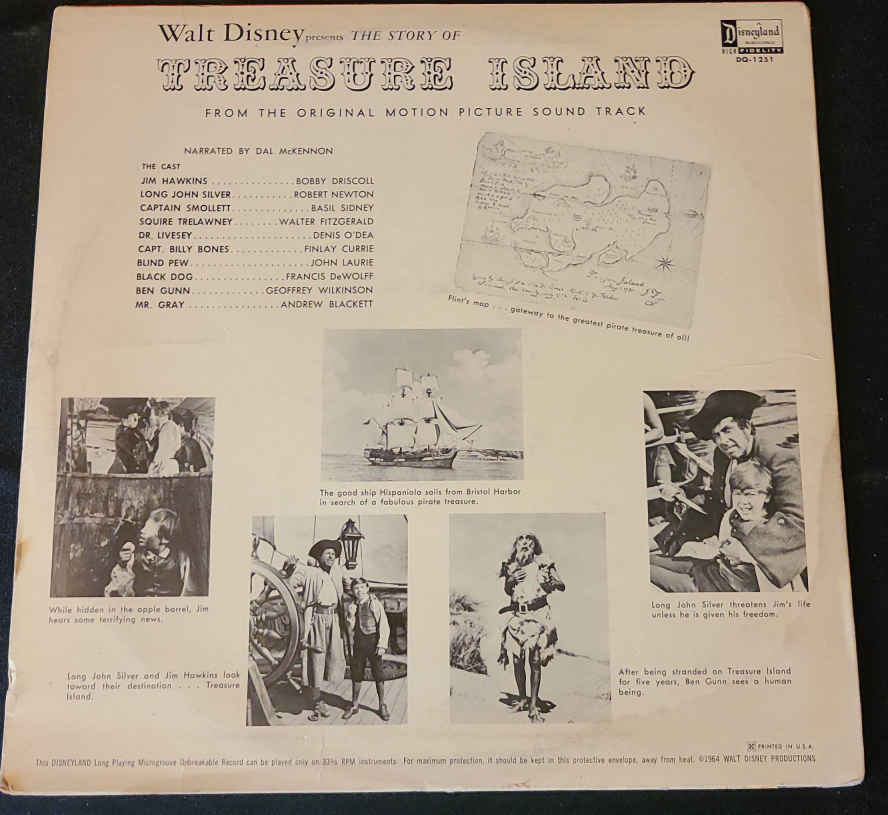 Walt Disney presents THE STORY OF
TREASURE ISLAND
FROM THE ORIGINAL MOTION PICTURE SOUND TRACK
Disneyland
HIGH FIDELITY
DQ-1251
NARRATED BY DAL McKENNON
THE CAST
JIM HAWKINS ............... BOBBY DRISCOLL
LONG JOHN SILVER ........... ROBERT NEWTON
CAPTAIN SMOLLETT .............. BASIL SIDNEY
SQUIRE TRELAWNEY ........ WALTER FITZGERALD
DR. LIVESEY ..................... DENIS O'DEA
CAPT. BILLY BONES ............. FINLAY CURRIE
BLIND PEW ..................... JOHN LAURIE
BLACK DOG ................ FRANCIS DeWOLFF
BEN GUNN ............. GEOFFREY WILKINSON
MR. GRAY ................. ANDREW BLACKETT
Flint's map . . . gateway to the greatest pirate treasure of all!
The good ship Hispaniola sails from Bristol Harbor
in search of a fabulous pirate treasure.
While hidden in the apple barrel, Jim
hears some terrifying news.
Long John Silver threatens Jim's life
unless he is given his freedom.
Long John Silver and Jim Hawkins look
toward their destination . . . Treasure
Island.
After being stranded on Treasure Island
for five years, Ben Gunn sees a human
being.
PRINTED IN U.S.A.
This DISNEYLAND Long Playing Microgroove Unbreakable Record can be played only on 33⅓ RPM instruments. For maximum protection, it should be kept in this protective envelope, away from heat. ©1964 WALT DISNEY PRODUCTIONS